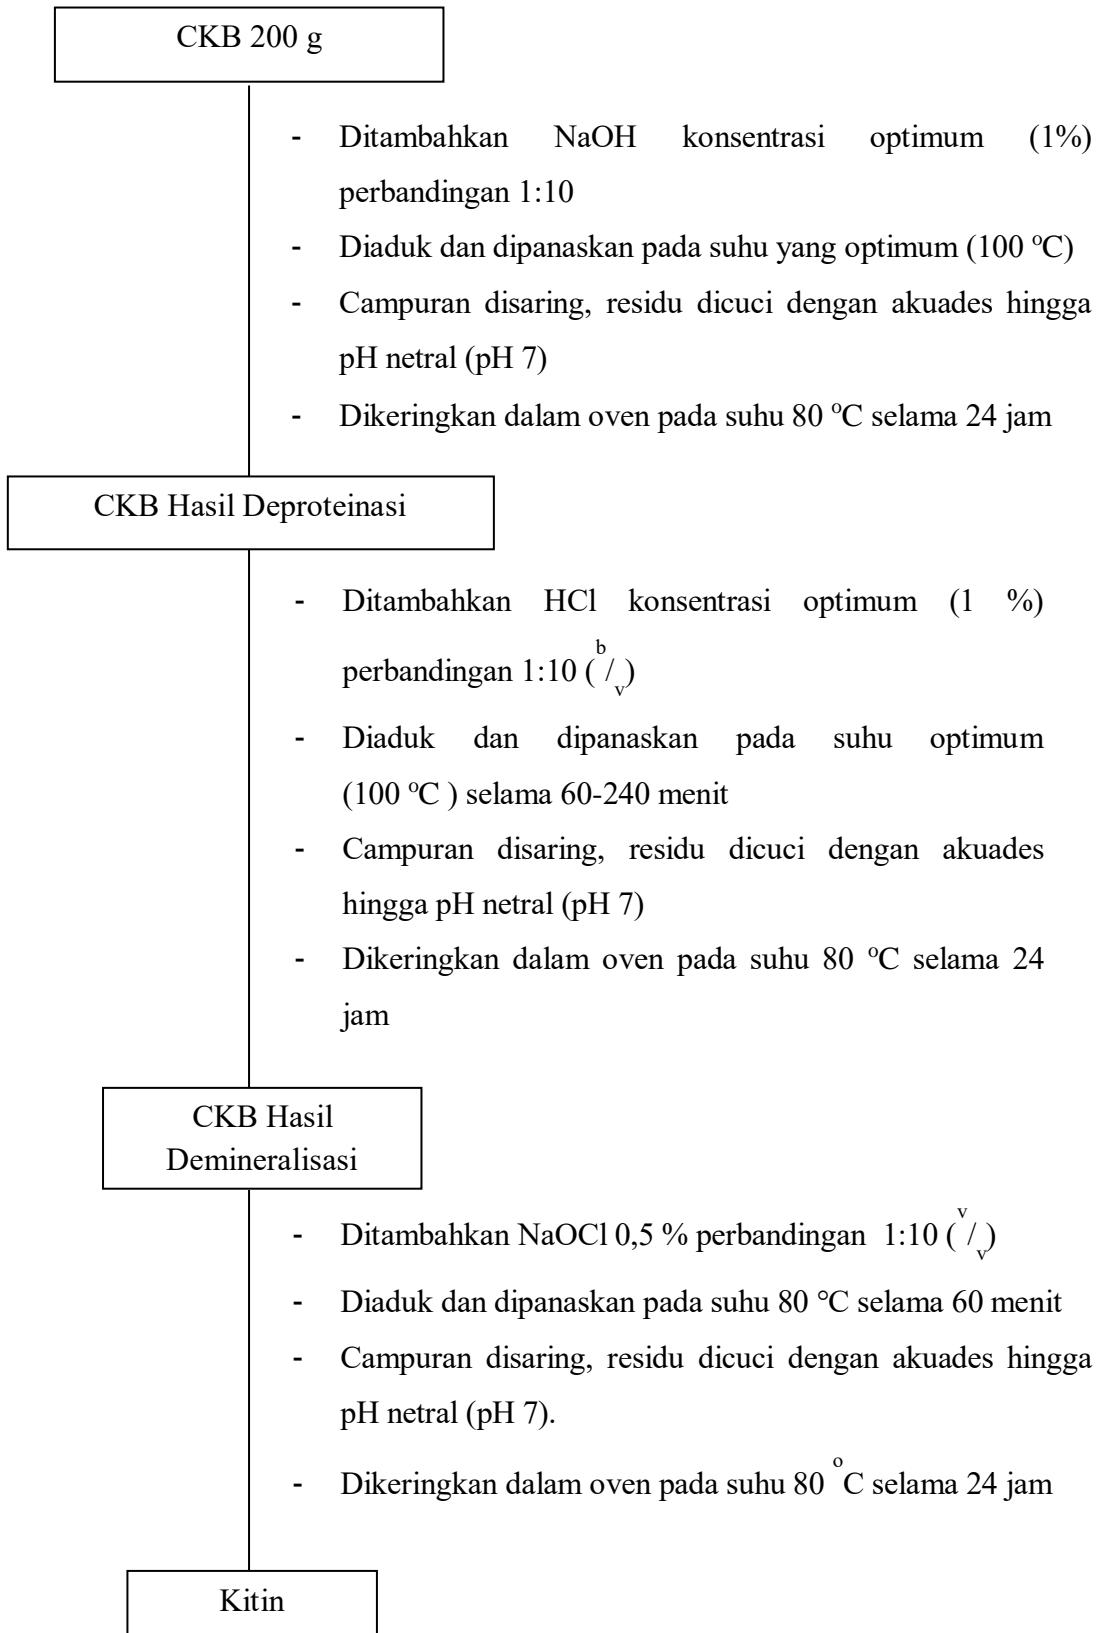 CKB 200 g
- Ditambahkan NaOH konsentrasi optimum (1%)
perbandingan 1:10
- Diaduk dan dipanaskan pada suhu yang optimum (100 ºC)
- Campuran disaring, residu dicuci dengan akuades hingga
pH netral (pH 7)
- Dikeringkan dalam oven pada suhu 80 ºC selama 24 jam
CKB Hasil Deproteinasi
- Ditambahkan HCl konsentrasi optimum (1 %)
perbandingan 1:10 (b/v)
- Diaduk dan dipanaskan pada suhu optimum
(100 ºC ) selama 60-240 menit
- Campuran disaring, residu dicuci dengan akuades
hingga pH netral (pH 7)
- Dikeringkan dalam oven pada suhu 80 ºC selama 24
jam
CKB Hasil
Demineralisasi
- Ditambahkan NaOCl 0,5 % perbandingan 1:10 (v/v)
- Diaduk dan dipanaskan pada suhu 80 °C selama 60 menit
- Campuran disaring, residu dicuci dengan akuades hingga
pH netral (pH 7).
- Dikeringkan dalam oven pada suhu 80 ºC selama 24 jam
Kitin